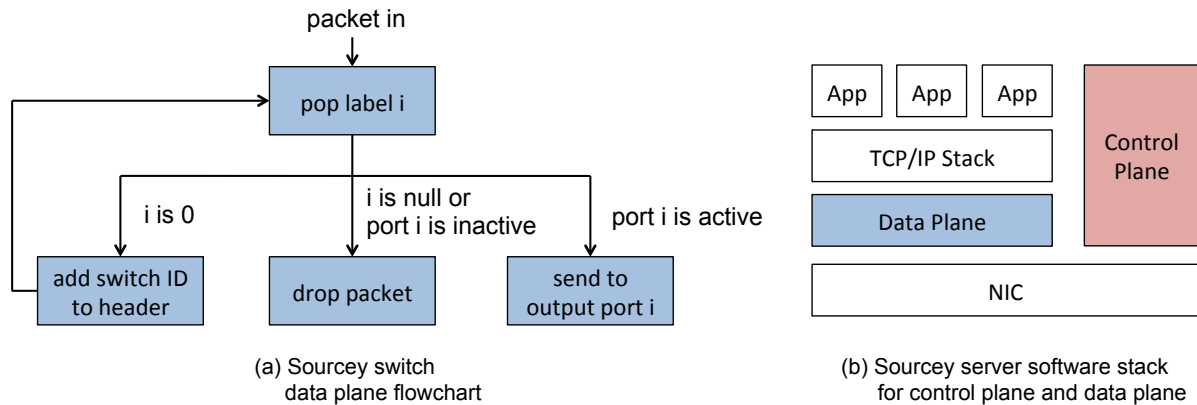 packet in
pop label i
i is 0
i is null or
port i is inactive
port i is active
add switch ID
to header
drop packet
send to
output port i
(a) Sourcey switch
data plane flowchart
App
App
App
TCP/IP Stack
Data Plane
Control
Plane
NIC
(b) Sourcey server software stack
for control plane and data plane